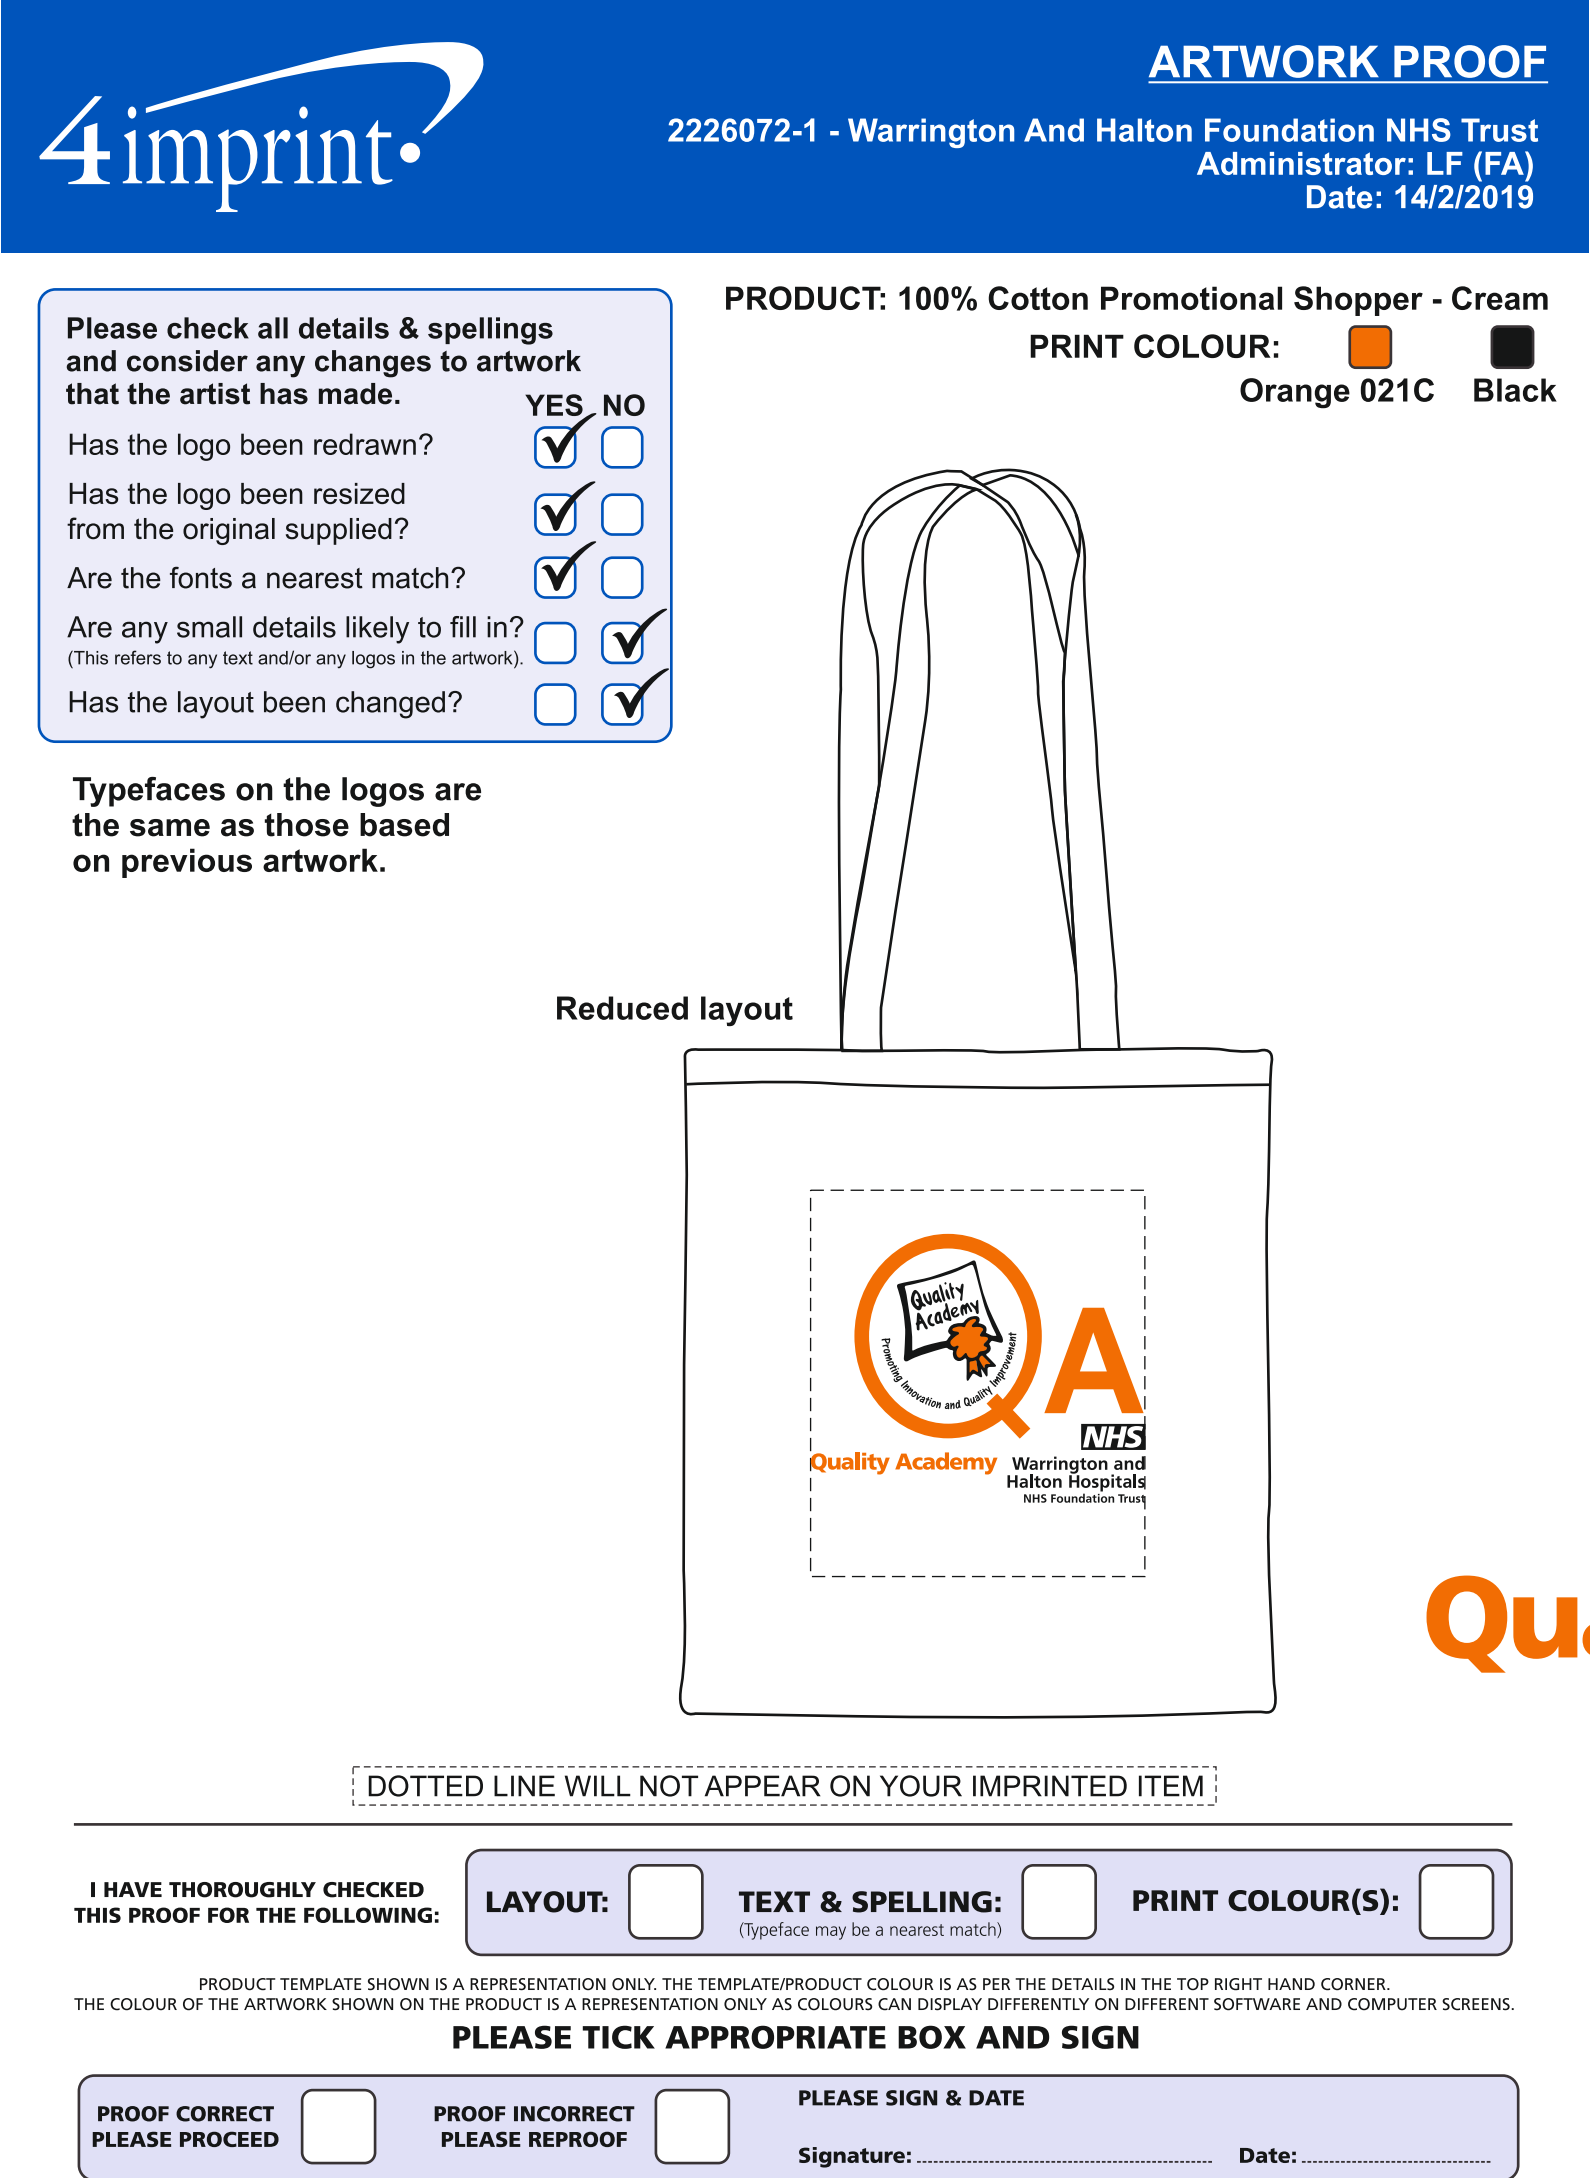 4imprint
ARTWORK PROOF
2226072-1 - Warrington And Halton Foundation NHS Trust
Administrator: LF (FA)
Date: 14/2/2019
Please check all details & spellings
and consider any changes to artwork
that the artist has made.
YES NO
Has the logo been redrawn?
Has the logo been resized
from the original supplied?
Are the fonts a nearest match?
Are any small details likely to fill in?
(This refers to any text and/or any logos in the artwork).
Has the layout been changed?
PRODUCT: 100% Cotton Promotional Shopper - Cream
PRINT COLOUR:
Orange 021C Black
Typefaces on the logos are
the same as those based
on previous artwork.
Reduced layout
Quality
Academy
Promoting Innovation and Quality Improvement
A
NHS
Quality Academy
Warrington and
Halton Hospitals
NHS Foundation Trust
Qua
DOTTED LINE WILL NOT APPEAR ON YOUR IMPRINTED ITEM
I HAVE THOROUGHLY CHECKED
THIS PROOF FOR THE FOLLOWING:
LAYOUT:
TEXT & SPELLING:
(Typeface may be a nearest match)
PRINT COLOUR(S):
PRODUCT TEMPLATE SHOWN IS A REPRESENTATION ONLY. THE TEMPLATE/PRODUCT COLOUR IS AS PER THE DETAILS IN THE TOP RIGHT HAND CORNER.
THE COLOUR OF THE ARTWORK SHOWN ON THE PRODUCT IS A REPRESENTATION ONLY AS COLOURS CAN DISPLAY DIFFERENTLY ON DIFFERENT SOFTWARE AND COMPUTER SCREENS.
PLEASE TICK APPROPRIATE BOX AND SIGN
PROOF CORRECT
PLEASE PROCEED
PROOF INCORRECT
PLEASE REPROOF
PLEASE SIGN & DATE
Signature: Date: